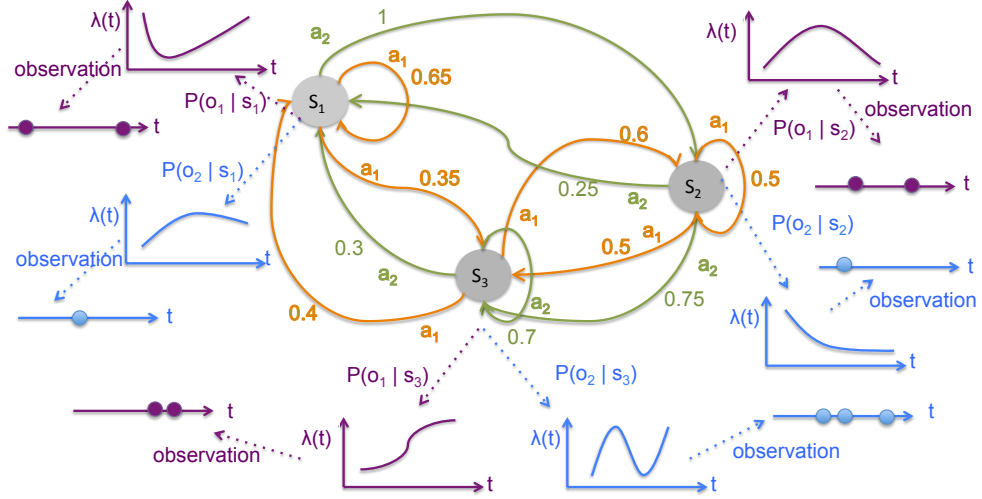 λ(t)
t
observation
t
P(o₁ | s₁)
a₂
1
a₁
0.65
S₁
λ(t)
t
observation
P(o₁ | s₂)
t
P(o₂ | s₁)
λ(t)
t
observation
t
a₁
0.35
0.6
0.25
a₂
S₂
a₁
0.5
P(o₂ | s₂)
t
observation
0.3
a₂
a₁
0.5
a₁
S₃
a₂
0.75
a₂
0.7
0.4
a₁
λ(t)
t
P(o₁ | s₃)
P(o₂ | s₃)
t
observation
λ(t)
t
λ(t)
t
observation
t